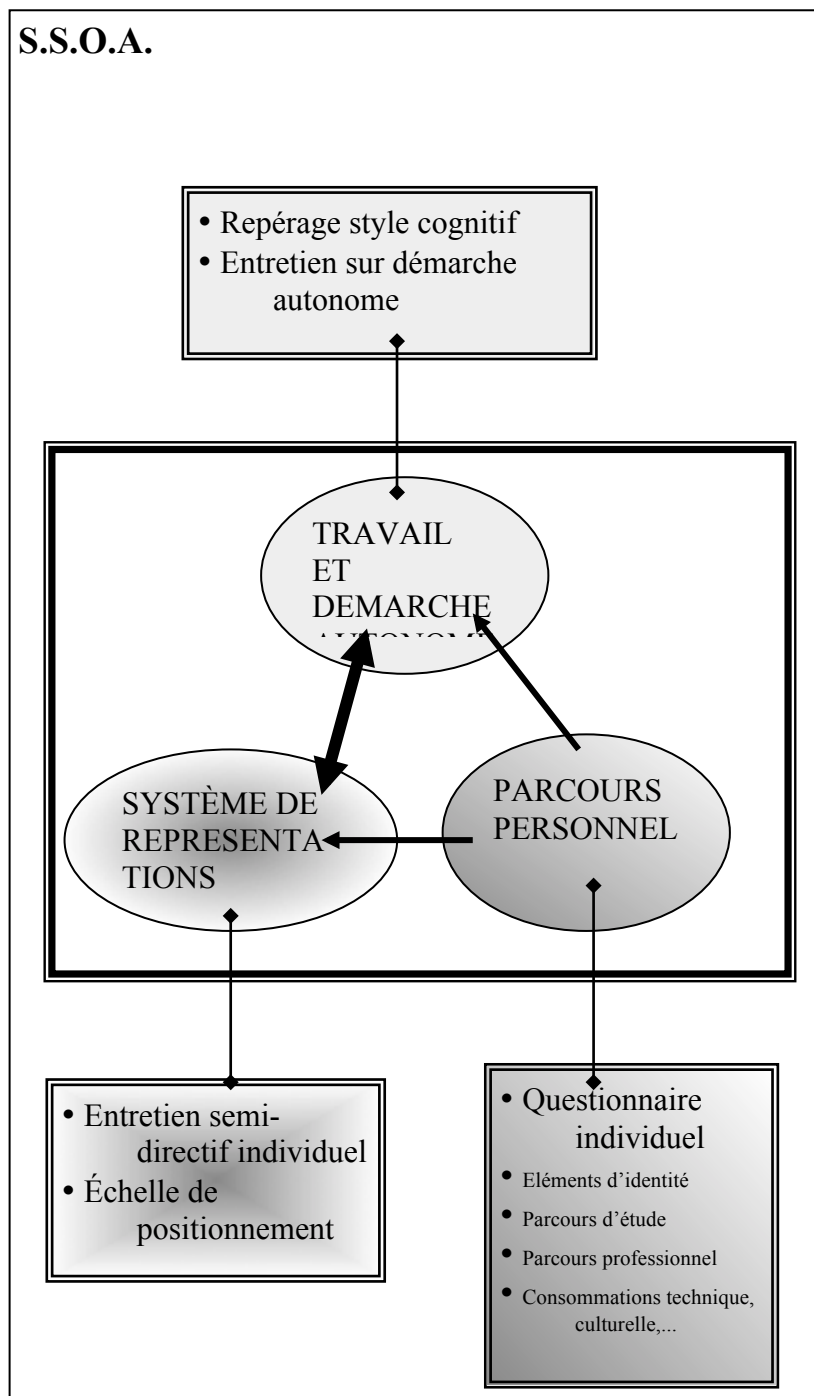 S.S.O.A.
• Repérage style cognitif
• Entretien sur démarche
autonome
TRAVAIL
ET
DEMARCHE
SYSTÈME DE
REPRESENTA
TIONS
PARCOURS
PERSONNEL
• Entretien semi-
directif individuel
• Échelle de
positionnement
• Questionnaire
individuel
• Eléments d’identité
• Parcours d’étude
• Parcours professionnel
• Consommations technique,
culturelle,...